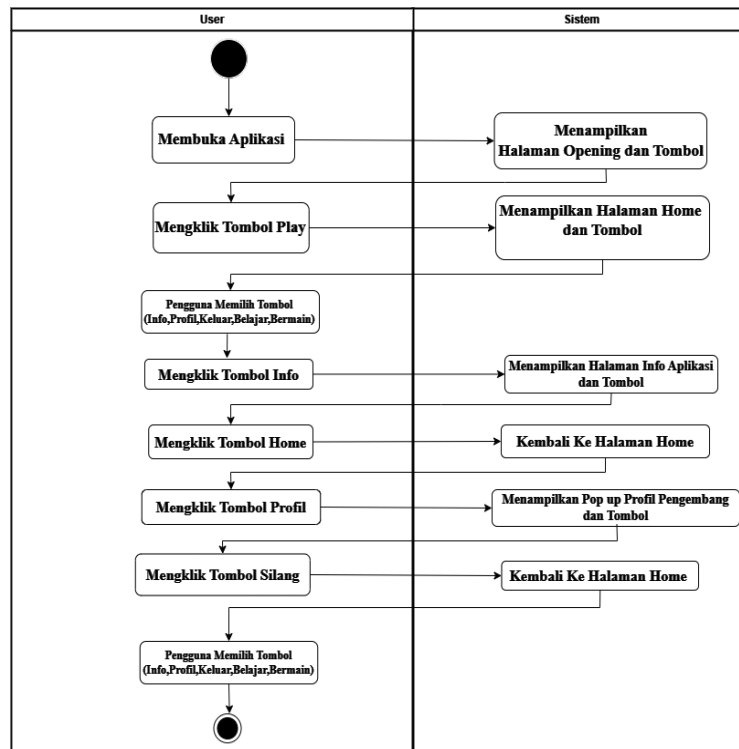 User
Sistem
Membuka Aplikasi
Menampilkan
Halaman Opening dan Tombol
Mengklik Tombol Play
Menampilkan Halaman Home
dan Tombol
Pengguna Memilih Tombol
(Info,Profil,Keluar,Belajar,Bermain)
Mengklik Tombol Info
Menampilkan Halaman Info Aplikasi
dan Tombol
Mengklik Tombol Home
Kembali Ke Halaman Home
Mengklik Tombol Profil
Menampilkan Pop up Profil Pengembang
dan Tombol
Mengklik Tombol Silang
Kembali Ke Halaman Home
Pengguna Memilih Tombol
(Info,Profil,Keluar,Belajar,Bermain)